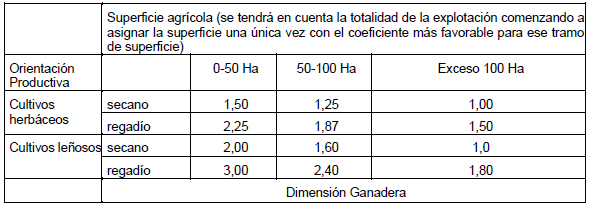 Superficie agrícola (se tendrá en cuenta la totalidad de la explotación comenzando a
asignar la superficie una única vez con el coeficiente más favorable para ese tramo
de superficie)
Orientación Productiva 0-50 Ha 50-100 Ha Exceso 100 Ha
Cultivos herbáceos secano 1,50 1,25 1,00
regadío 2,25 1,87 1,50
Cultivos leñosos secano 2,00 1,60 1,0
regadío 3,00 2,40 1,80
Dimensión Ganadera